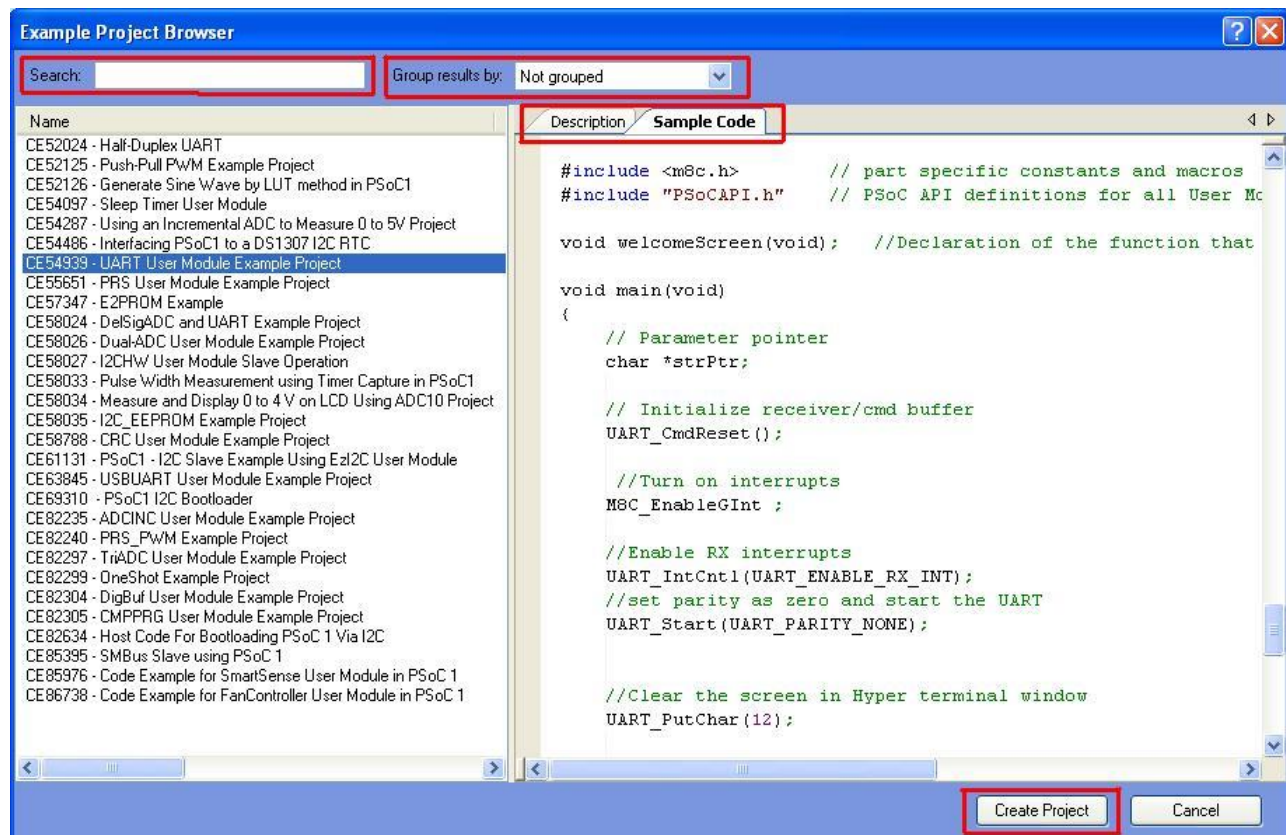 Example Project Browser
Search:
Group results by: Not grouped
Name
CE52024 - Half-Duplex UART
CE52125 - Push-Pull PWM Example Project
CE52126 - Generate Sine Wave by LUT method in PSoC1
CE54097 - Sleep Timer User Module
CE54287 - Using an Incremental ADC to Measure 0 to 5V Project
CE54486 - Interfacing PSoC1 to a DS1307 I2C RTC
CE54939 - UART User Module Example Project
CE55651 - PRS User Module Example Project
CE57347 - E2PROM Example
CE58024 - DelSigADC and UART Example Project
CE58026 - Dual-ADC User Module Example Project
CE58027 - I2CHW User Module Slave Operation
CE58033 - Pulse Width Measurement using Timer Capture in PSoC1
CE58034 - Measure and Display 0 to 4 V on LCD Using ADC10 Project
CE58035 - I2C_EEPROM Example Project
CE58788 - CRC User Module Example Project
CE61131 - PSoC1 - I2C Slave Example Using EzI2C User Module
CE63845 - USBUART User Module Example Project
CE69310 - PSoC1 I2C Bootloader
CE82235 - ADCINC User Module Example Project
CE82240 - PRS_PWM Example Project
CE82297 - TriADC User Module Example Project
CE82299 - OneShot Example Project
CE82304 - DigBuf User Module Example Project
CE82305 - CMPPRG User Module Example Project
CE82634 - Host Code For Bootloading PSoC 1 Via I2C
CE85395 - SMBus Slave using PSoC 1
CE85976 - Code Example for SmartSense User Module in PSoC 1
CE86738 - Code Example for FanController User Module in PSoC 1
Description Sample Code
#include <m8c.h> // part specific constants and macros
#include "PSoCAPI.h" // PSoC API definitions for all User Mo
void welcomeScreen(void); //Declaration of the function that
void main(void)
{
// Parameter pointer
char *strPtr;
// Initialize receiver/cmd buffer
UART_CmdReset();
//Turn on interrupts
M8C_EnableGInt ;
//Enable RX interrupts
UART_IntCntl(UART_ENABLE_RX_INT);
//set parity as zero and start the UART
UART_Start(UART_PARITY_NONE);
//Clear the screen in Hyper terminal window
UART_PutChar(12);
Create Project Cancel